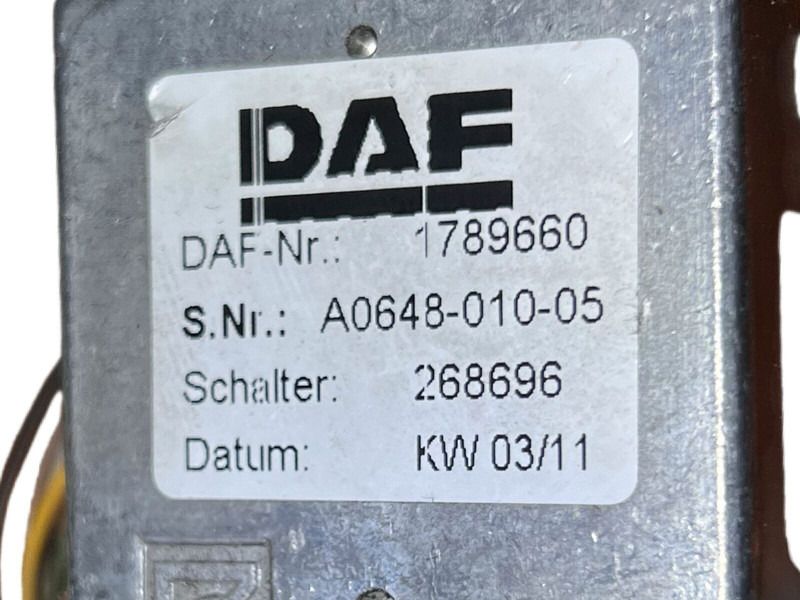 DAF
DAF-Nr.: 1789660
S.Nr.: A0648-010-05
Schalter: 268696
Datum: KW 03/11